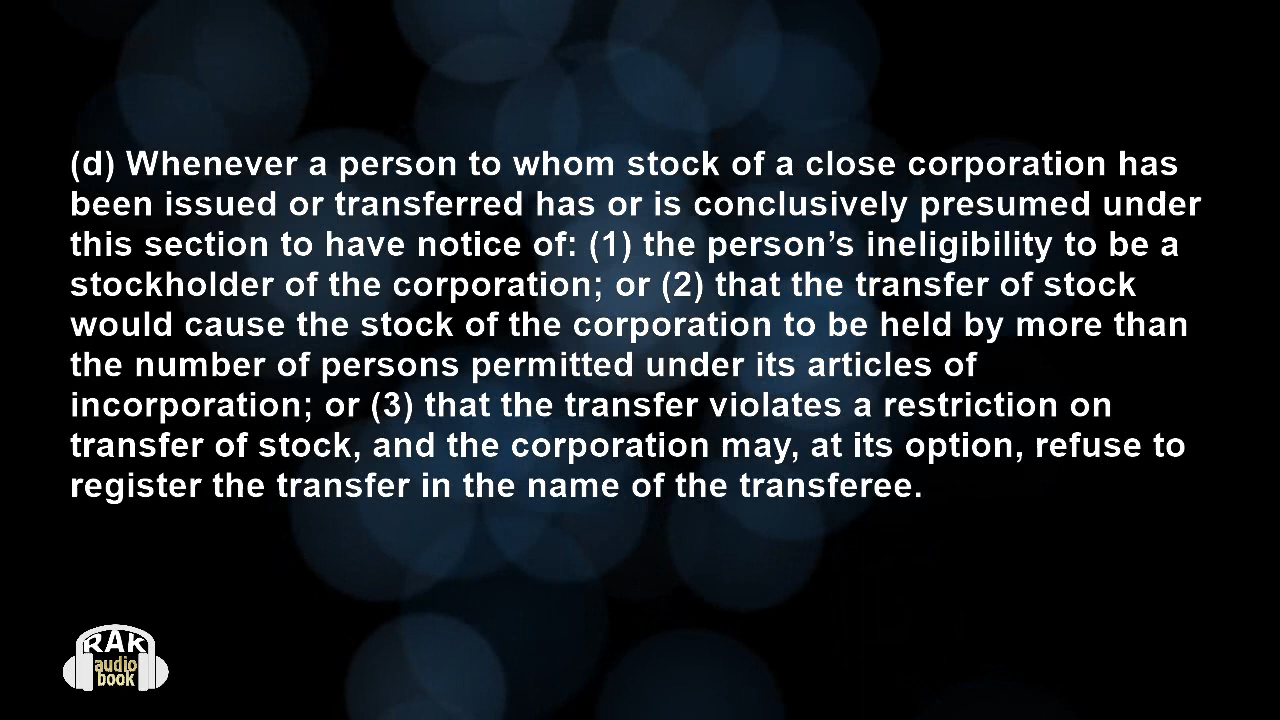 (d) Whenever a person to whom stock of a close corporation has
been issued or transferred has or is conclusively presumed under
this section to have notice of: (1) the person’s ineligibility to be a
stockholder of the corporation; or (2) that the transfer of stock
would cause the stock of the corporation to be held by more than
the number of persons permitted under its articles of
incorporation; or (3) that the transfer violates a restriction on
transfer of stock, and the corporation may, at its option, refuse to
register the transfer in the name of the transferee.
RAK
audio
book